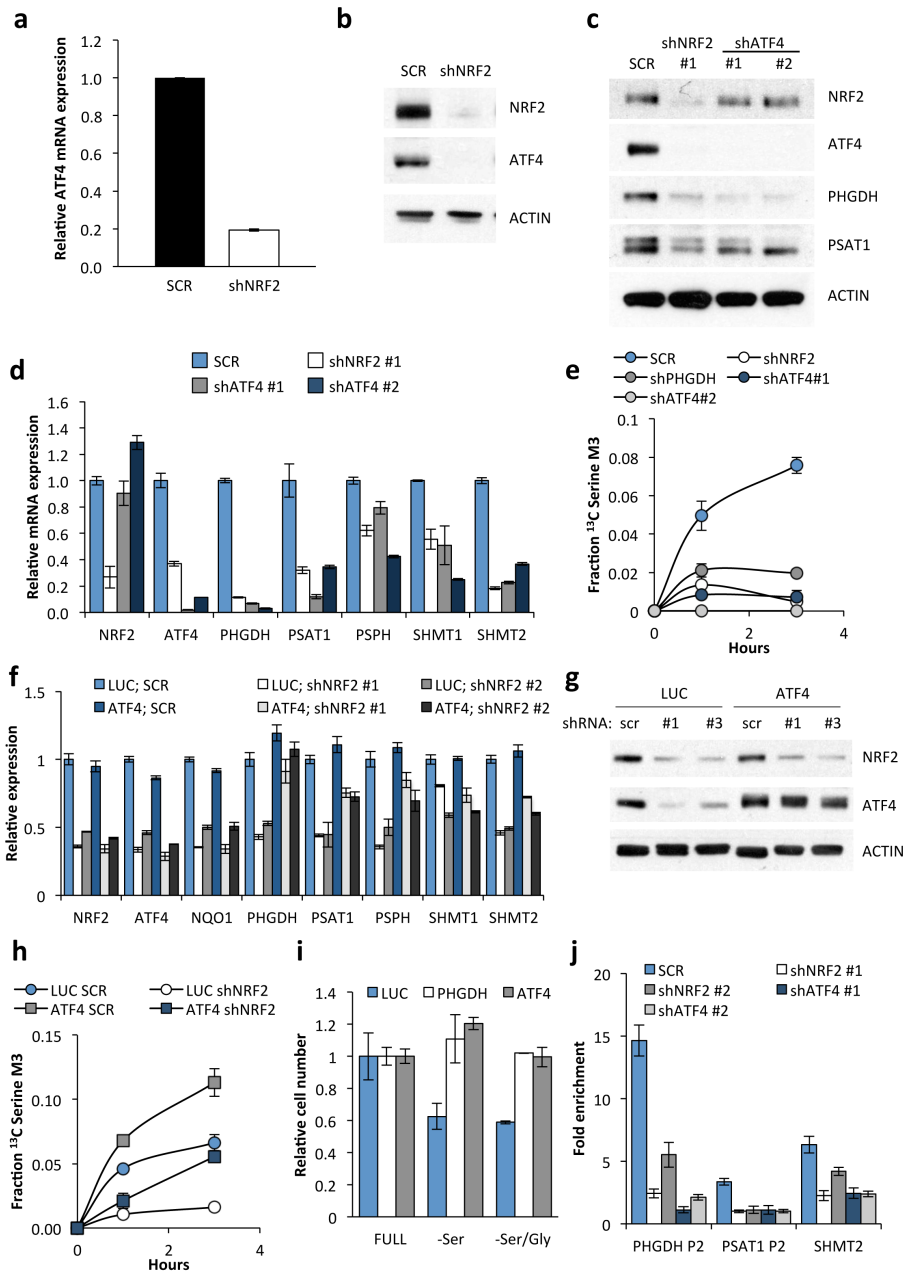 a
Relative ATF4 mRNA expression
1.2
1.0
0.8
0.6
0.4
0.2
0.0
SCR
shNRF2
b
SCR shNRF2
NRF2
ATF4
ACTIN
c
shNRF2 shATF4
SCR #1 #1 #2
NRF2
ATF4
PHGDH
PSAT1
ACTIN
d
SCR
shNRF2 #1
shATF4 #1
shATF4 #2
Relative mRNA expression
1.6
1.4
1.2
1.0
0.8
0.6
0.4
0.2
0.0
NRF2 ATF4 PHGDH PSAT1 PSPH SHMT1 SHMT2
e
SCR
shNRF2
shPHGDH
shATF4#1
shATF4#2
Fraction ¹³C Serine M3
0.1
0.08
0.06
0.04
0.02
0
0 2 4
Hours
f
LUC; SCR
LUC; shNRF2 #1
LUC; shNRF2 #2
ATF4; SCR
ATF4; shNRF2 #1
ATF4; shNRF2 #2
Relative expression
1.5
1
0.5
0
NRF2 ATF4 NQO1 PHGDH PSAT1 PSPH SHMT1 SHMT2
g
LUC ATF4
shRNA: scr #1 #3 scr #1 #3
NRF2
ATF4
ACTIN
h
LUC SCR
LUC shNRF2
ATF4 SCR
ATF4 shNRF2
Fraction ¹³C Serine M3
0.15
0.10
0.05
0.00
0 2 4
Hours
i
LUC PHGDH ATF4
Relative cell number
1.4
1.2
1
0.8
0.6
0.4
0.2
0
FULL -Ser -Ser/Gly
j
SCR
shNRF2 #1
shNRF2 #2
shATF4 #1
shATF4 #2
Fold enrichment
20
15
10
5
0
PHGDH P2 PSAT1 P2 SHMT2